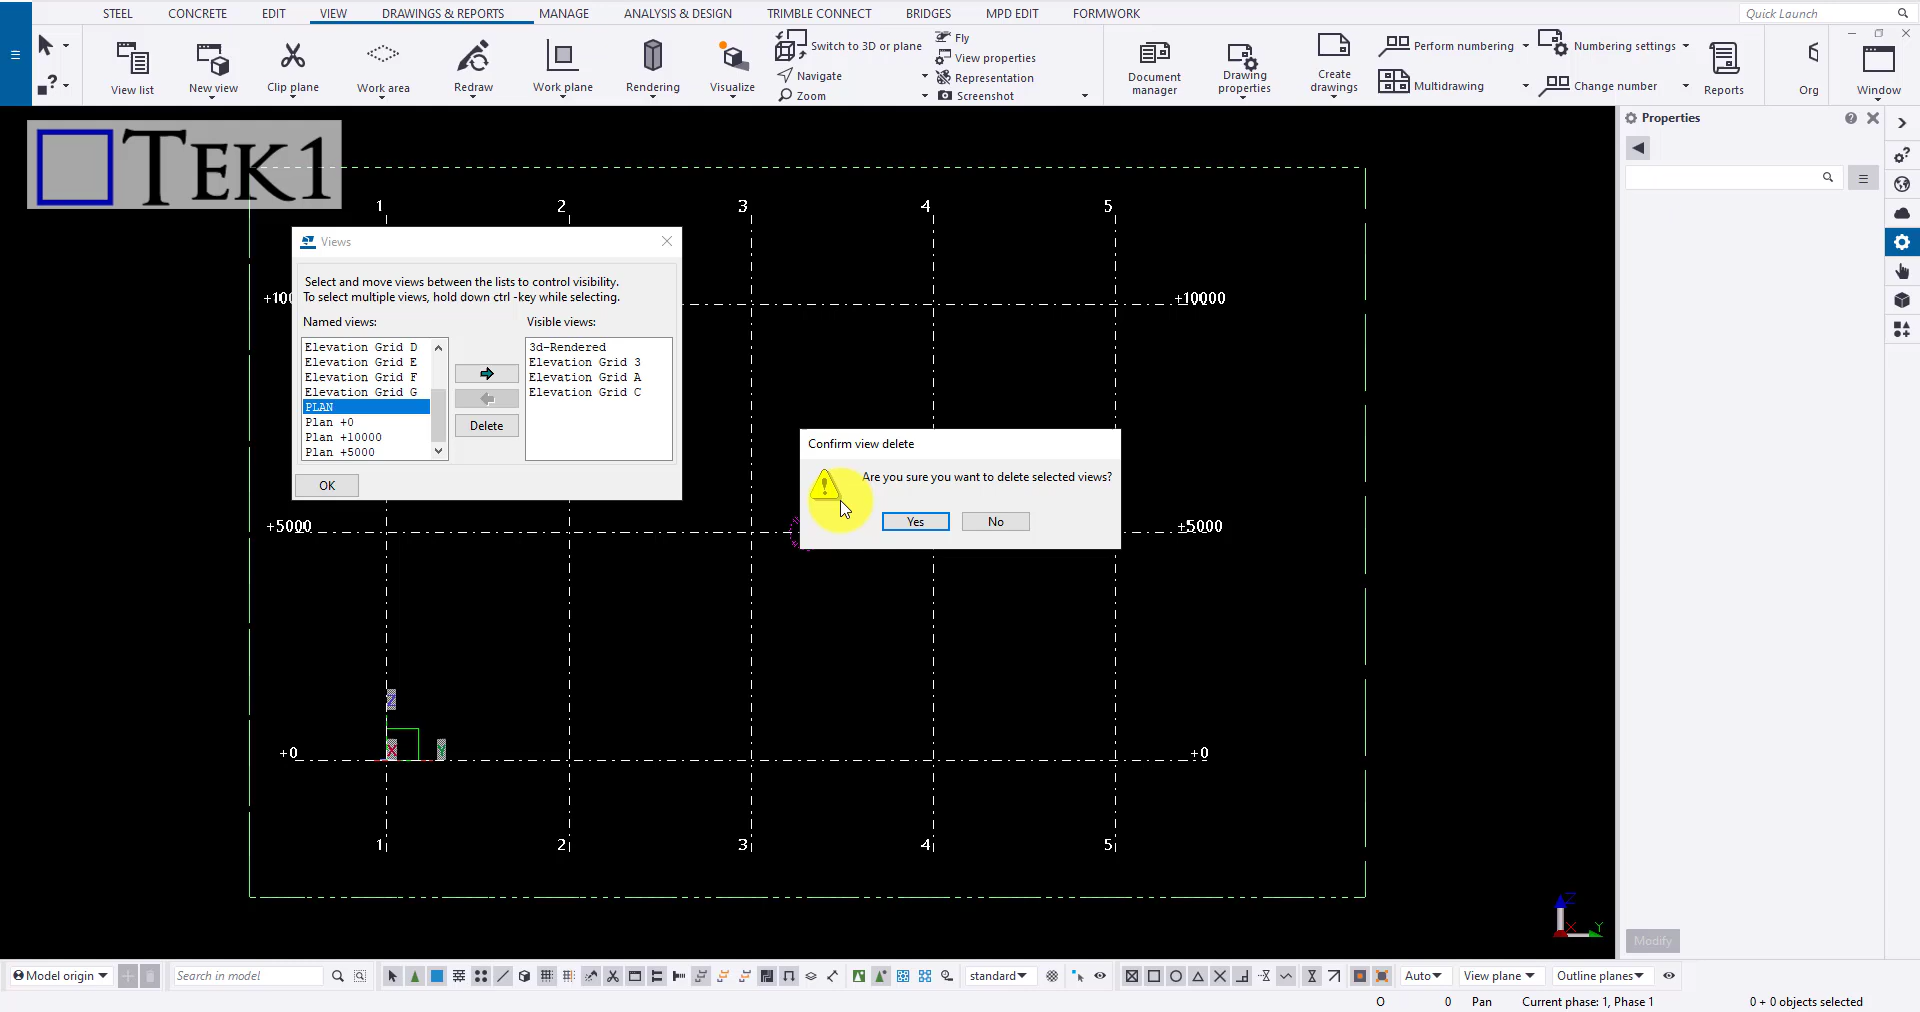 STEEL CONCRETE EDIT VIEW DRAWINGS & REPORTS MANAGE ANALYSIS & DESIGN TRIMBLE CONNECT BRIDGES MPD EDIT FORMWORK Quick Launch
View list New view Clip plane Work area Redraw Work plane Rendering Visualize
Switch to 3D or plane
Navigate
Zoom
Fly
View properties
Representation
Screenshot
Document manager
Drawing properties
Create drawings
Perform numbering
Multidrawing
Numbering settings
Change number
Reports
Org
Window
TEK1
Properties
1 2 3 4 5
Views
Select and move views between the lists to control visibility.
To select multiple views, hold down ctrl -key while selecting.
Named views: Visible views:
Elevation Grid D
Elevation Grid E
Elevation Grid F
Elevation Grid G
PLAN
Plan +0
Plan +10000
Plan +5000
Delete
3d-Rendered
Elevation Grid 3
Elevation Grid A
Elevation Grid C
OK
+10000
Confirm view delete
Are you sure you want to delete selected views?
Yes No
+5000 +5000
Z
X Y
+0 +0
1 2 3 4 5
Z
X Y
Modify
Model origin Search in model standard Auto View plane Outline planes
O 0 Pan Current phase: 1, Phase 1 0 + 0 objects selected